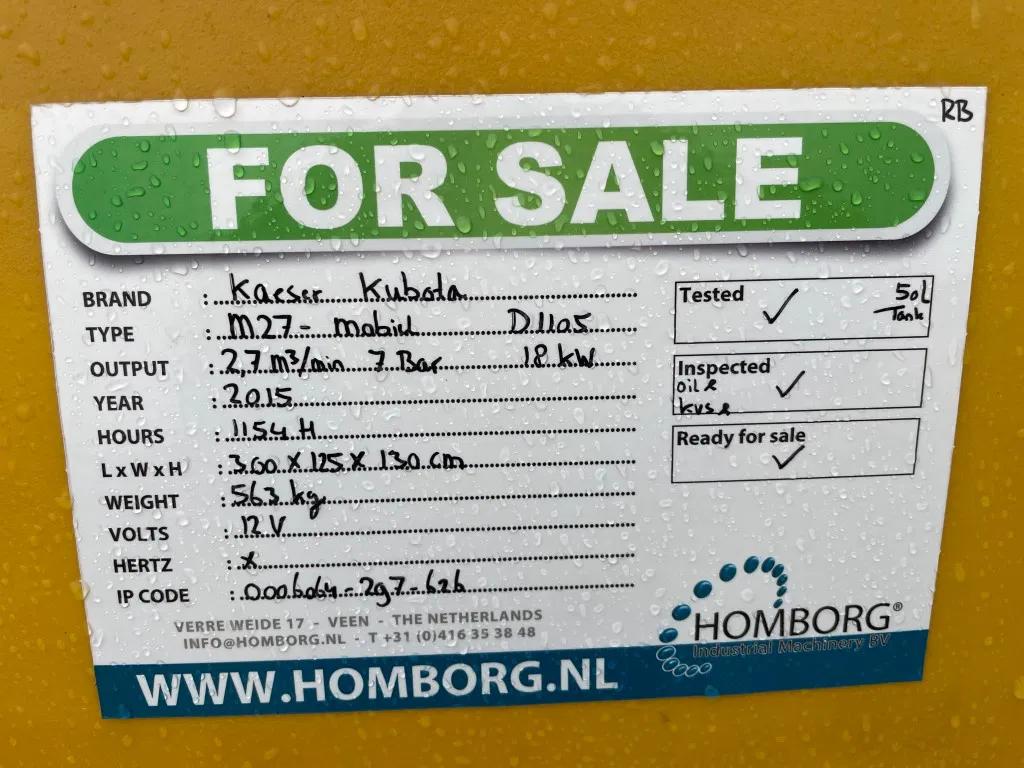 RB
FOR SALE
BRAND : Kaeser Kubota
TYPE : M27- mobiel D1105
OUTPUT : 2,7 m³/min 7 Bar 18 kW
YEAR : 2015
HOURS : 1154 H
L x W x H : 360 X 125 X 130 cm
WEIGHT : 563 kg
VOLTS : 12 V
HERTZ : x
IP CODE : 006064-297-626
Tested ✓ 50l
Tank
Inspected ✓
oil e
Ready for sale
✓
VERRE WEIDE 17 - VEEN - THE NETHERLANDS
INFO@HOMBORG.NL - T +31 (0)416 35 38 48
HOMBORG®
Industrial Machinery BV
WWW.HOMBORG.NL